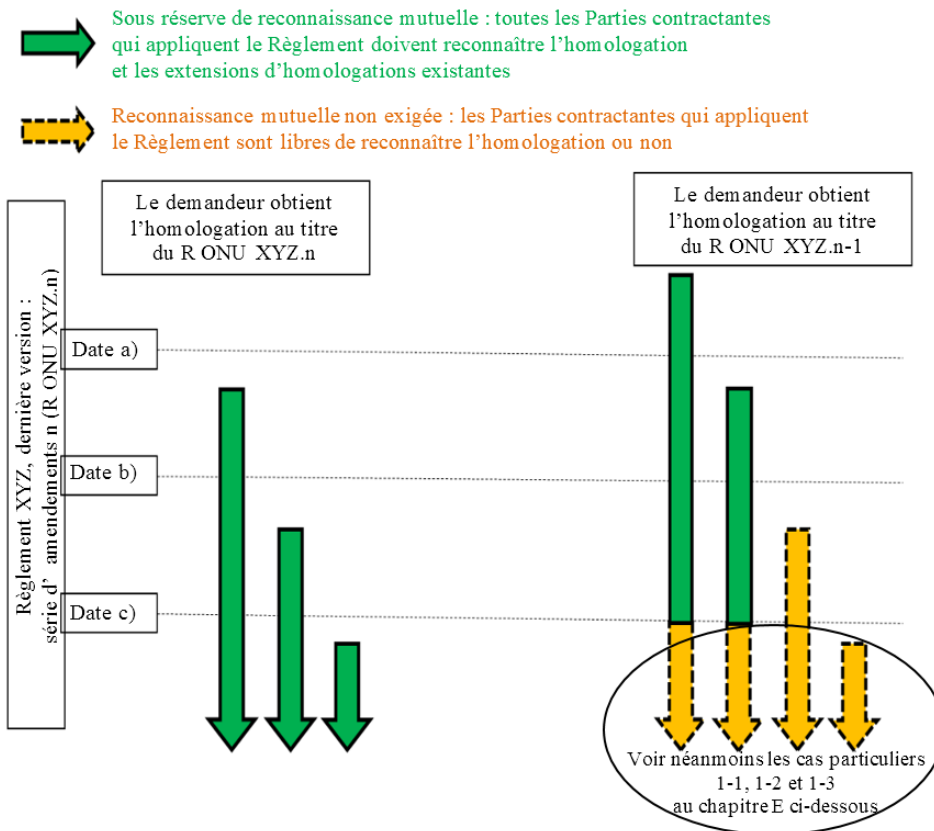 Sous réserve de reconnaissance mutuelle : toutes les Parties contractantes
qui appliquent le Règlement doivent reconnaître l'homologation
et les extensions d'homologations existantes
Reconnaissance mutuelle non exigée : les Parties contractantes qui appliquent
le Règlement sont libres de reconnaître l'homologation ou non
Le demandeur obtient
l'homologation au titre
du R ONU XYZ.n
Le demandeur obtient
l'homologation au titre
du R ONU XYZ.n-1
Règlement XYZ, dernière version :
série d' amendements n (R ONU XYZ.n)
Date a)
Date b)
Date c)
Voir néanmoins les cas particuliers
1-1, 1-2 et 1-3
au chapitre E ci-dessous